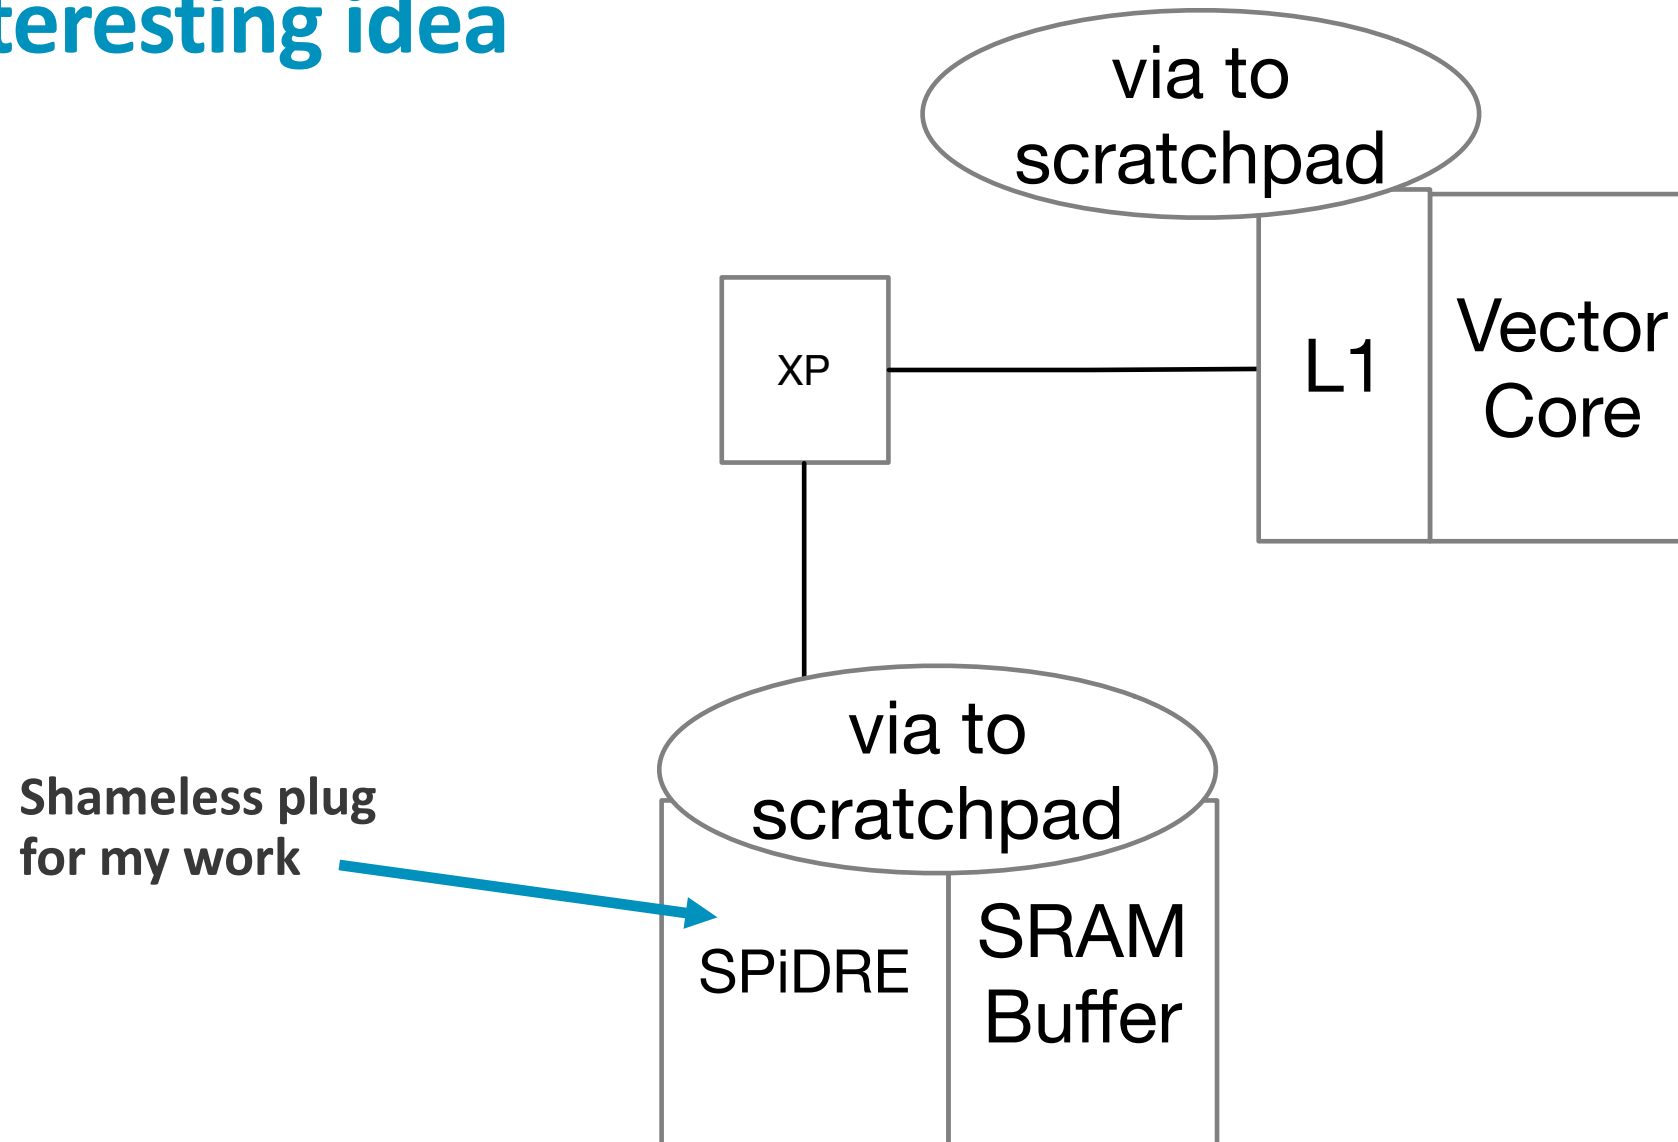 teresting idea
via to
scratchpad
XP
L1
Vector
Core
via to
scratchpad
Shameless plug
for my work
SPiDRE
SRAM
Buffer